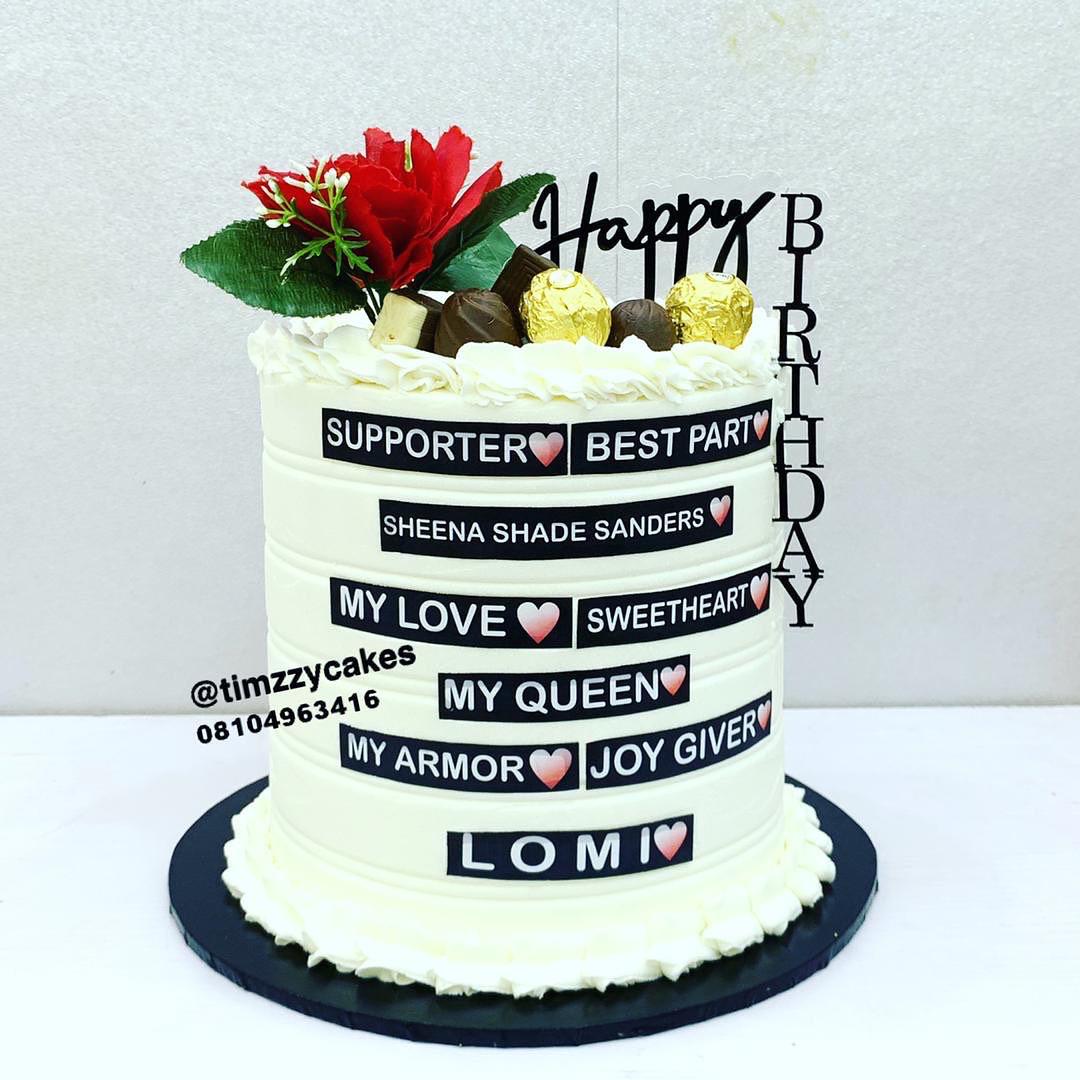 Happy
BIRTHDAY
SUPPORTER BEST PART
SHEENA SHADE SANDERS
MY LOVE SWEETHEART
MY QUEEN
@timzzycakes
08104963416
MY ARMOR JOY GIVER
LOMI